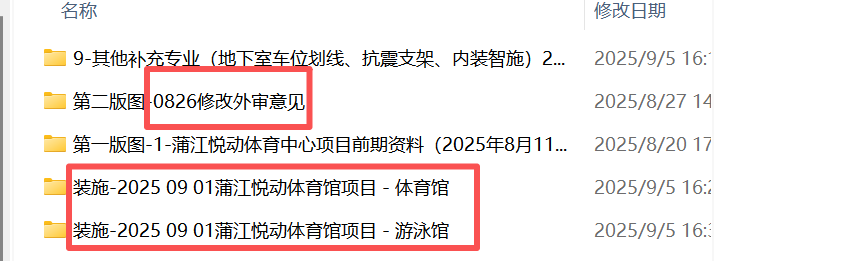 名称 修改日期
9-其他补充专业（地下室车位划线、抗震支架、内装智施）2... 2025/9/5 16:1
第二版图-0826修改外审意见 2025/8/27 14
第一版图-1-蒲江悦动体育中心项目前期资料（2025年8月11... 2025/8/20 17
装施-2025 09 01蒲江悦动体育馆项目 - 体育馆 2025/9/5 16:2
装施-2025 09 01蒲江悦动体育馆项目 - 游泳馆 2025/9/5 16:3